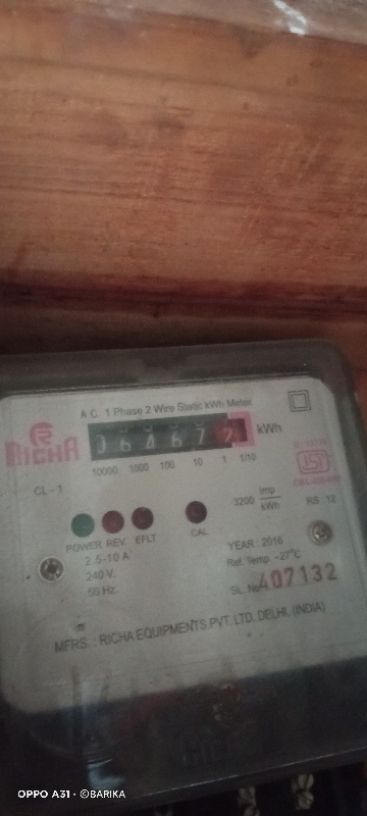 A C. 1 Phase 2 Wire Static kWh Meter
RICHA
064672 kWh
10000 1000 100 10 1 1/10
CL - 1
3200 imp/kWh
RS: 12
POWER REV. EFLT CAL
2.5-10 A
240 V.
50 Hz.
YEAR : 2016
Ref. Temp. -27°C
SL. No 407132
MFRS. : RICHA EQUIPMENTS PVT. LTD. DELHI, (INDIA)
OPPO A31 · ©BARIKA